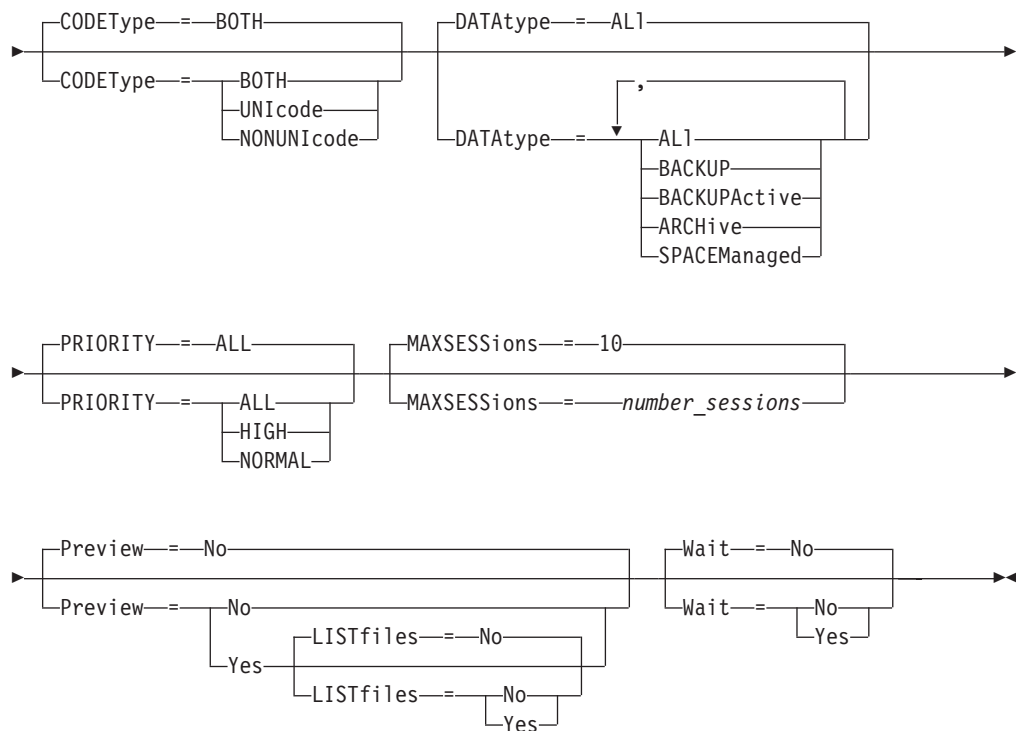 CODEType = BOTH
CODEType = BOTH
UNIcode
NONUNIcode
DATAtype = ALl
,
DATAtype = ALl
BACKUP
BACKUPActive
ARCHive
SPACEManaged
PRIORITY = ALL
PRIORITY = ALL
HIGH
NORMAL
MAXSESSions = 10
MAXSESSions = number_sessions
Preview = No
Preview = No
Yes
LISTfiles = No
LISTfiles = No
Yes
Wait = No
Wait = No
Yes